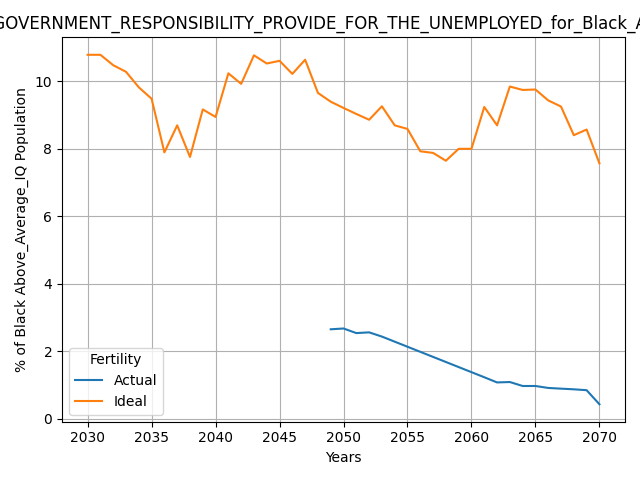 GOVERNMENT_RESPONSIBILITY_PROVIDE_FOR_THE_UNEMPLOYED_for_Black_A
% of Black Above_Average_IQ Population
10
8
6
4
2
0
Fertility
Actual
Ideal
2030 2035 2040 2045 2050 2055 2060 2065 2070
Years